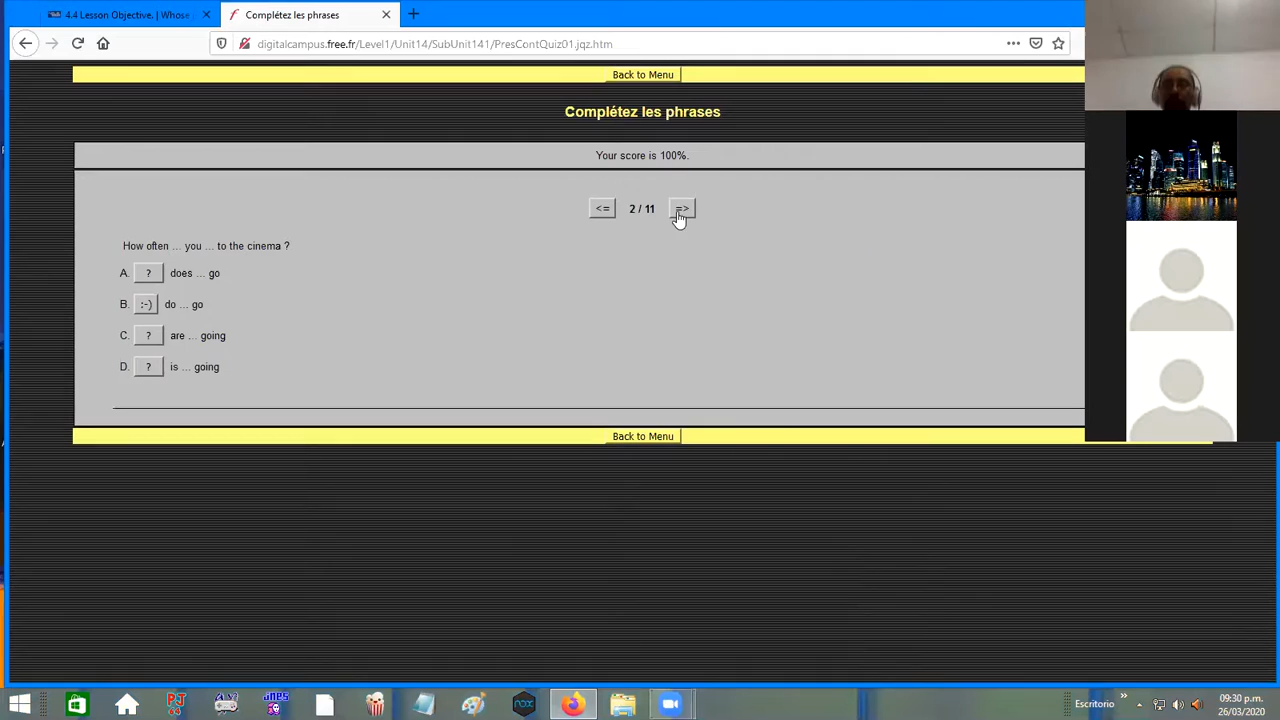 4.4 Lesson Objective. | Whose
Complétez les phrases
digitalcampus.free.fr/Level1/Unit14/SubUnit141/PresContQuiz01.jqz.htm
Back to Menu
Complétez les phrases
Your score is 100%.
<= 2 / 11 =>
How often ... you ... to the cinema ?
A. ? does ... go
B. :-) do ... go
C. ? are ... going
D. ? is ... going
Back to Menu
Escritorio
09:30 p.m.
26/03/2020